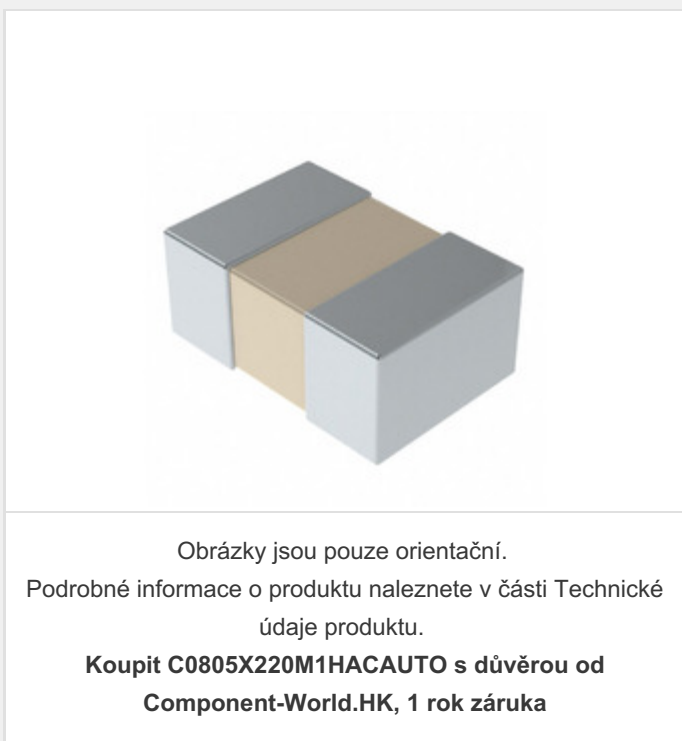 Obrázky jsou pouze orientační.
Podrobné informace o produktu naleznete v části Technické
údaje produktu.
Koupit C0805X220M1HACAUTO s důvěrou od
Component-World.HK, 1 rok záruka